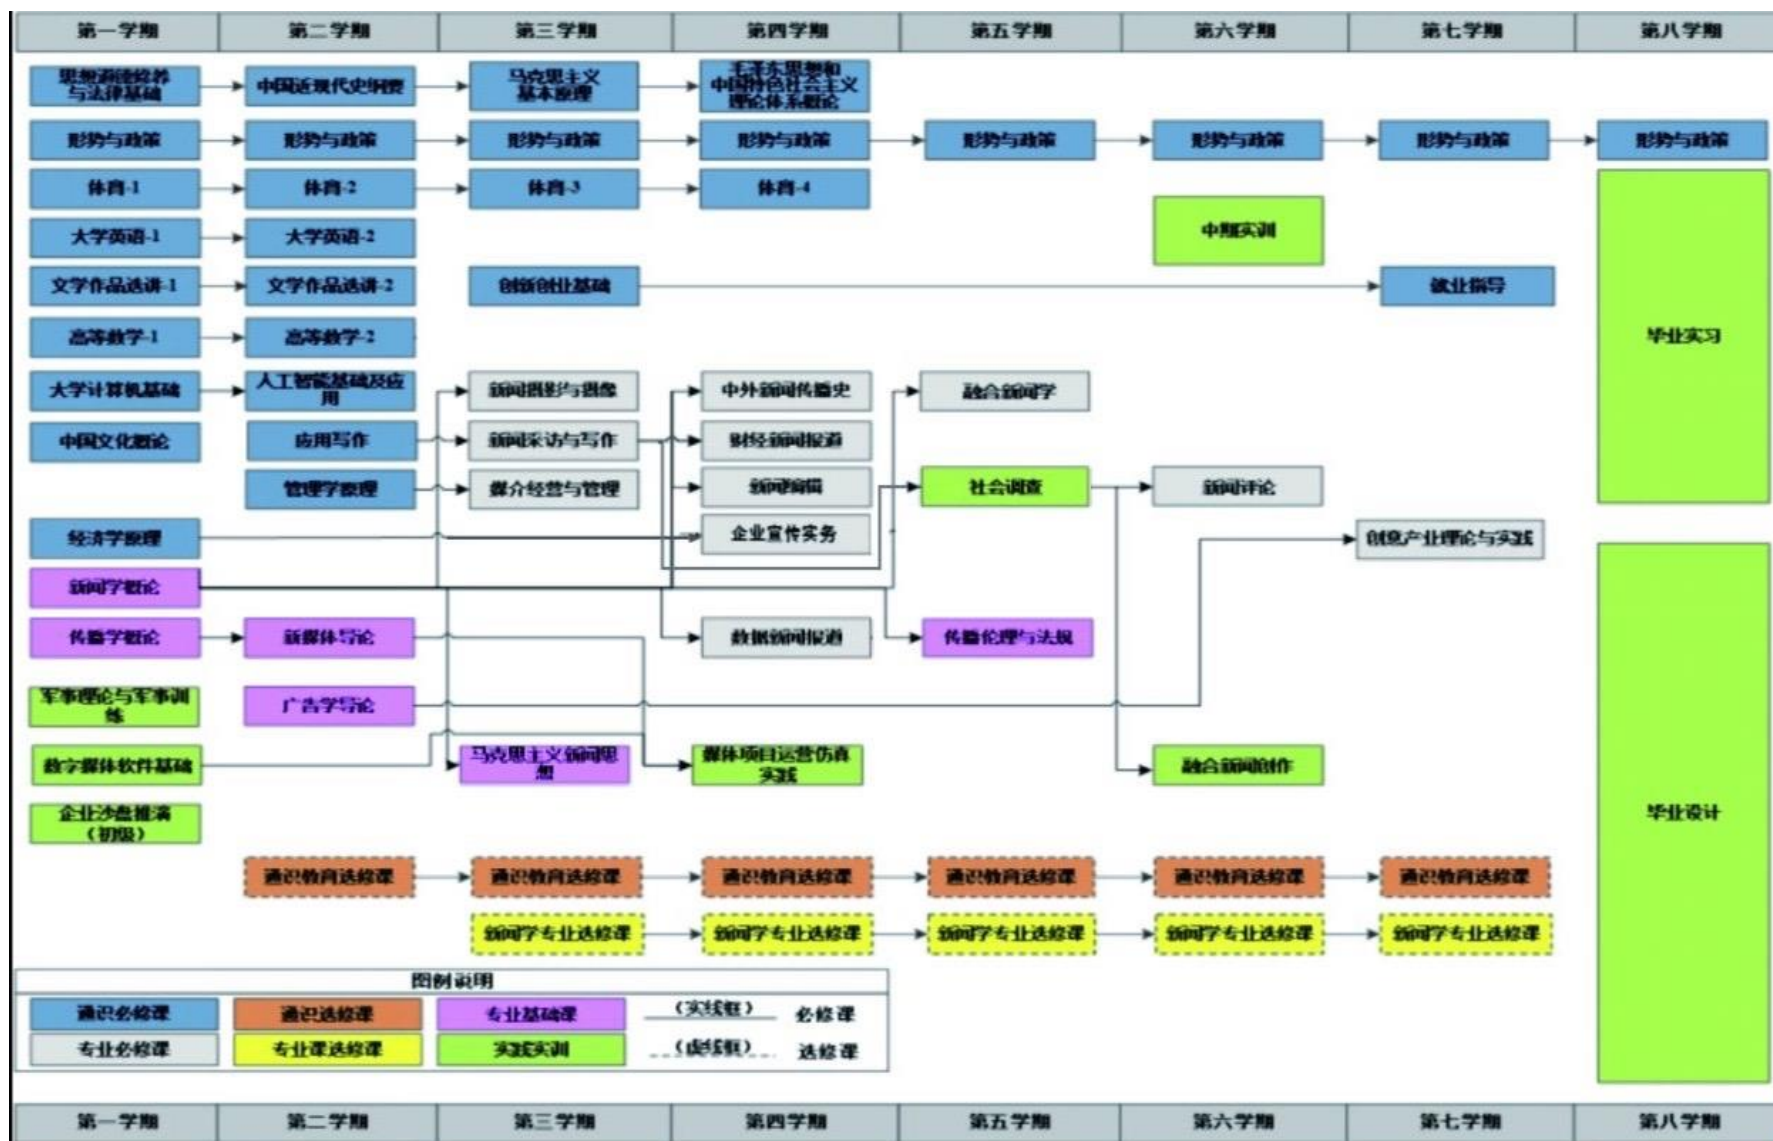 第一学期 第二学期 第三学期 第四学期 第五学期 第六学期 第七学期 第八学期
思想道德修养
与法律基础
中国近现代史纲要
马克思主义
基本原理
毛泽东思想和
中国特色社会主义
理论体系概论
形势与政策 形势与政策 形势与政策 形势与政策 形势与政策 形势与政策 形势与政策 形势与政策
体育-1 体育-2 体育-3 体育-4
中期实训
大学英语-1 大学英语-2
文学作品选讲-1 文学作品选讲-2 创新创业基础 就业指导
高等数学-1 高等数学-2 毕业实习
大学计算机基础
人工智能基础及应
用
新闻摄影与摄像 中外新闻传播史 融合新闻学
中国文化概论 应用写作 新闻采访与写作 财经新闻报道
管理学原理 媒介经营与管理 新闻编辑 社会调查 新闻评论
经济学原理 企业宣传实务 创意产业理论与实践
新闻学概论
传播学概论 新媒体导论 数据新闻报道 传播伦理与法规
军事理论与军事训
练
广告学导论
数字媒体软件基础
马克思主义新闻思
想
媒体项目运营仿真
实践
融合新闻创作
企业沙盘推演
（初级）
毕业设计
通识教育选修课 通识教育选修课 通识教育选修课 通识教育选修课 通识教育选修课 通识教育选修课
新闻学专业选修课 新闻学专业选修课 新闻学专业选修课 新闻学专业选修课 新闻学专业选修课
图例说明
通识必修课 通识选修课 专业基础课 （实线框） 必修课
专业必修课 专业课选修课 实践实训 （虚线框） 选修课
第一学期 第二学期 第三学期 第四学期 第五学期 第六学期 第七学期 第八学期